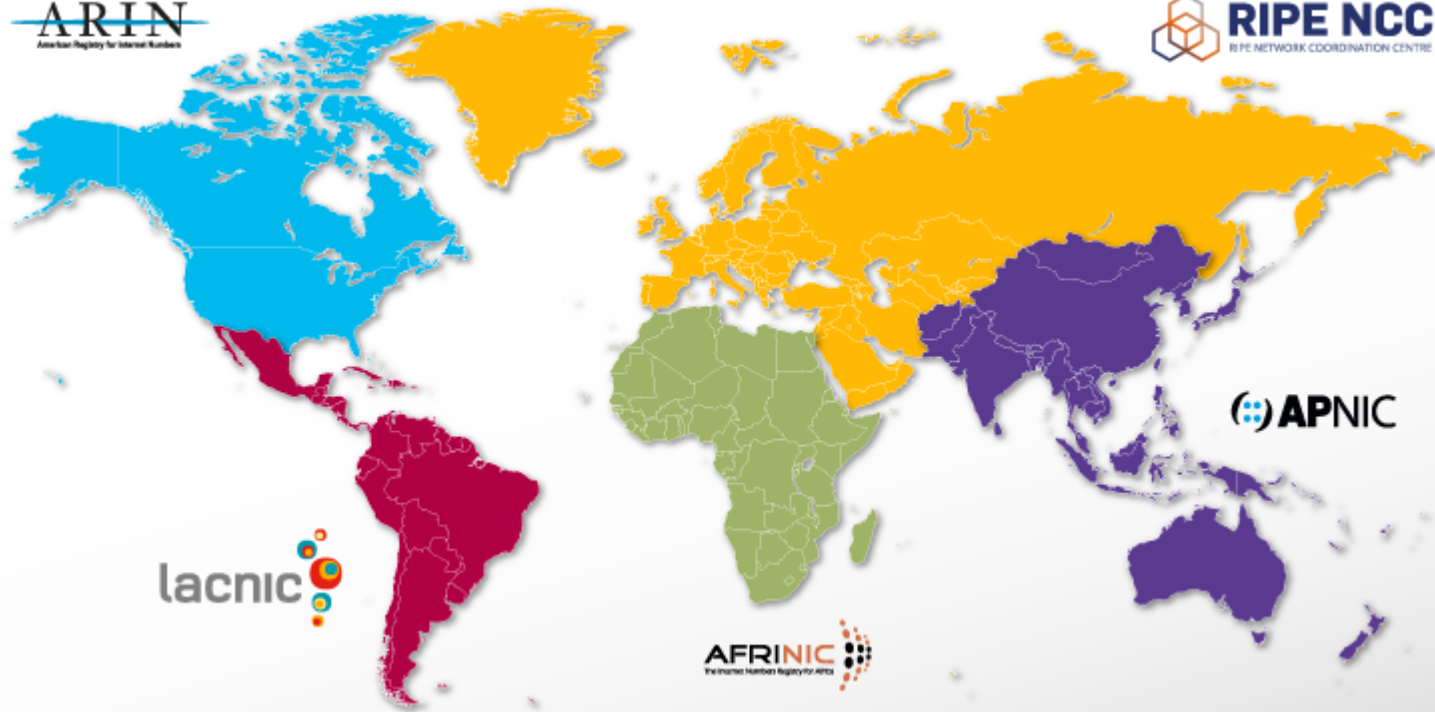 ARIN
American Registry for Internet Numbers
RIPE NCC
RIPE NETWORK COORDINATION CENTRE
APNIC
lacnic
AFRINIC
The Internet Numbers Registry for Africa